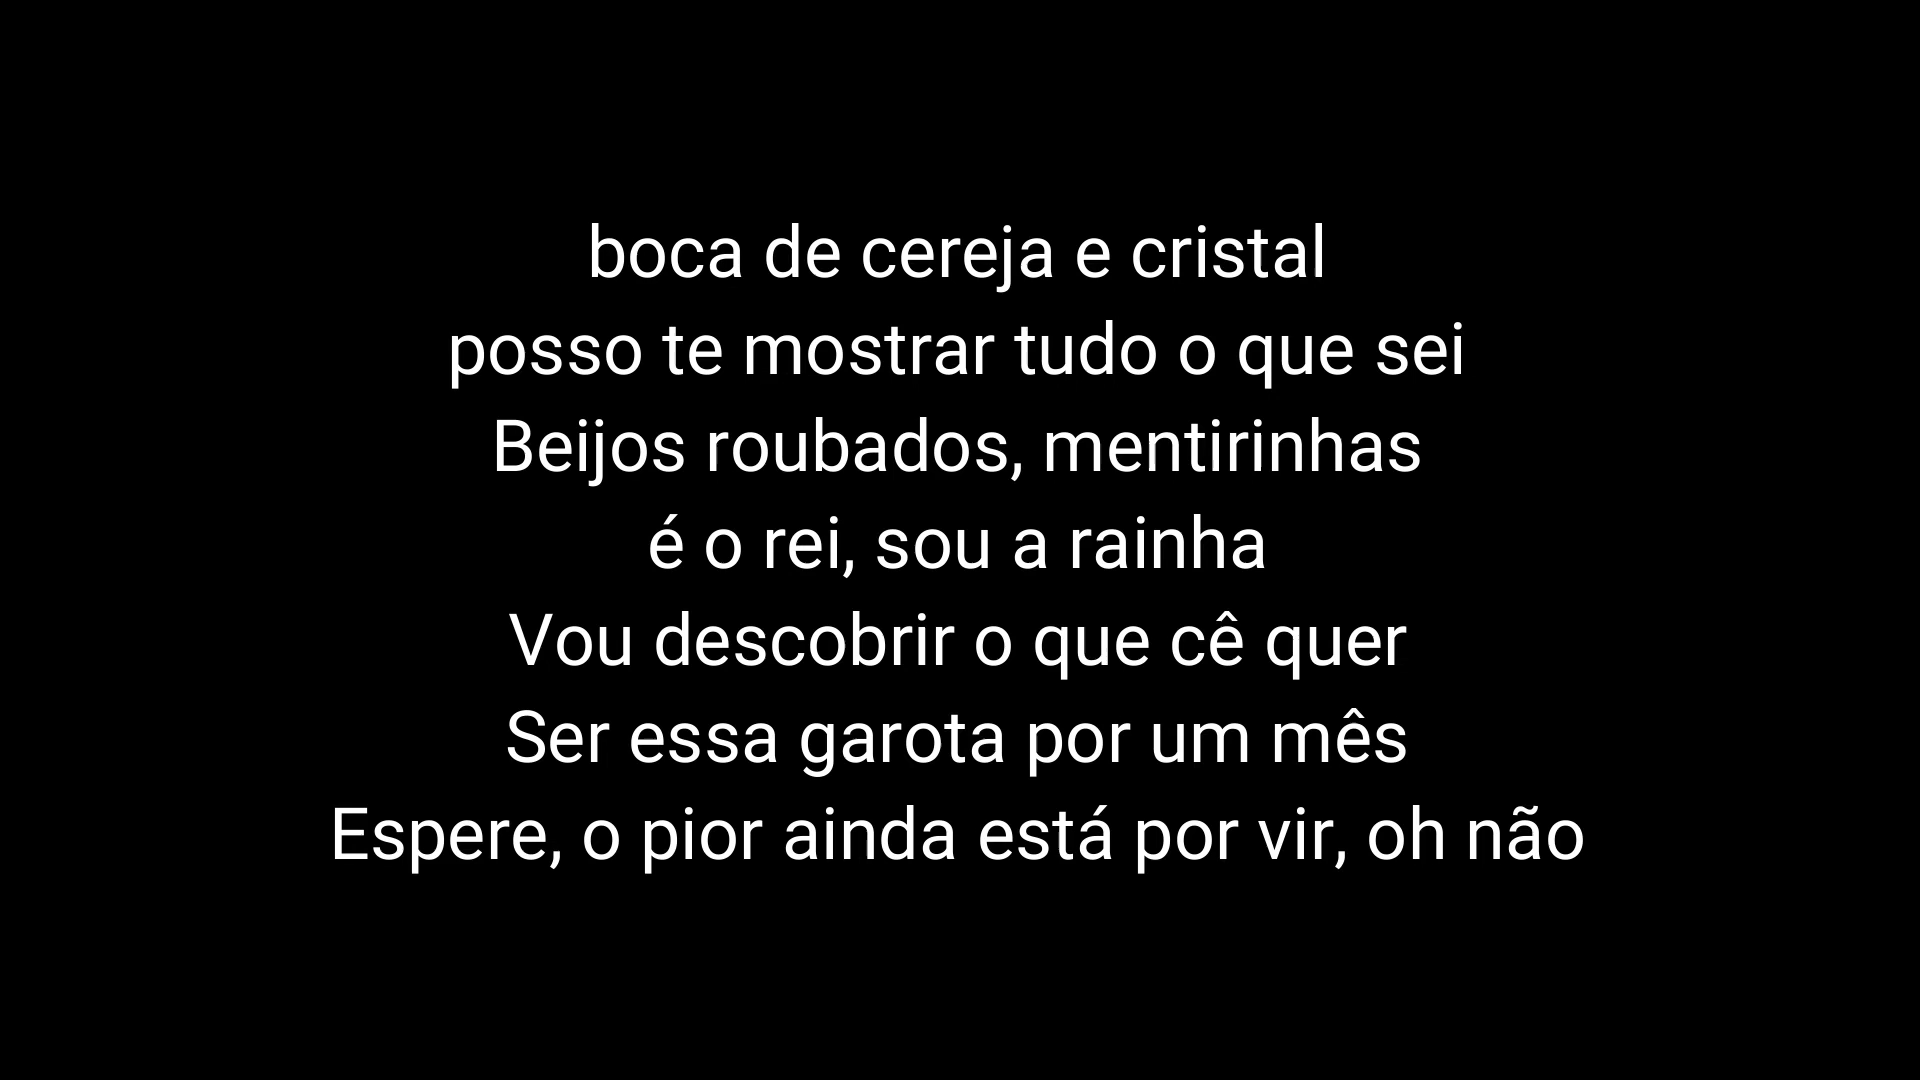 boca de cereja e cristal
posso te mostrar tudo o que sei
Beijos roubados, mentirinhas
é o rei, sou a rainha
Vou descobrir o que cê quer
Ser essa garota por um mês
Espere, o pior ainda está por vir, oh não